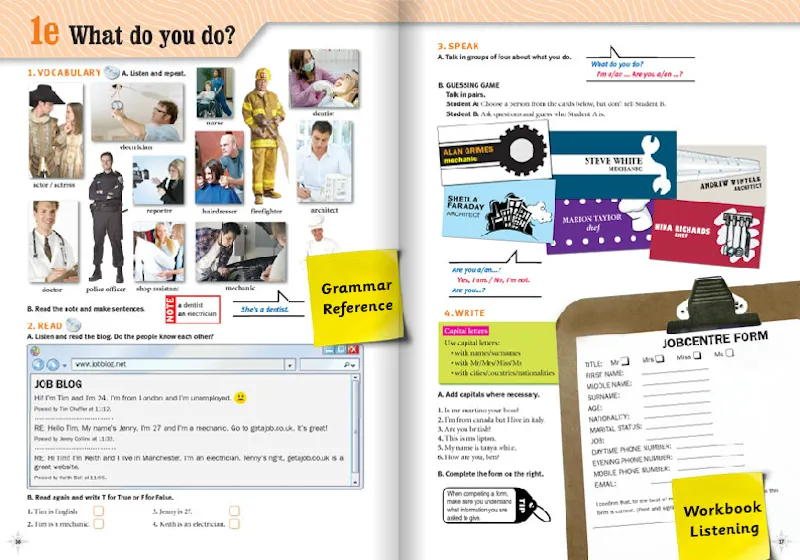 1e What do you do?
1. VOCABULARY A. Listen and repeat.
actor / actress
electrician
nurse
dentist
reporter
hairdresser
firefighter
architect
doctor
police officer
shop assistant
mechanic
B. Read the note and make sentences.
NOTE
a dentist
an electrician
She's a dentist.
Grammar
Reference
2. READ
A. Listen and read the blog. Do the people know each other?
www.jobblog.net
JOB BLOG
Hi! I'm Tim and I'm 24. I'm from London and I'm unemployed.
Posted by Tim Chaffer at 11:12.
RE: Hello Tim, My name's Jenny, I'm 27 and I'm a mechanic. Go to getajob.co.uk. It's great!
Posted by Jenny Collins at 11:33.
RE: Hi Tim! I'm Keith and I live in Manchester. I'm an electrician. Jenny's right, getajob.co.uk is a
great website.
Posted by Keith Ball at 11:55.
B. Read again and write T for True or F for False.
1. Tim is English.
2. Tim is a mechanic.
3. Jenny is 27.
4. Keith is an electrician.
16
3. SPEAK
A. Talk in groups of four about what you do.
What do you do?
I'm a/an ... Are you a/an ...?
B. GUESSING GAME
Talk in pairs.
Student A: Choose a person from the cards below, but don't tell Student B.
Student B: Ask questions and guess who Student A is.
ALAN GRIMES
mechanic
STEVE WHITE
MECHANIC
ANDREW WINTERS
ARCHITECT
SHEILA
FARADAY
ARCHITECT
MARION TAYLOR
chef
NINA RICHARDS
CHEF
Are you a/an...?
Yes, I am. / No, I'm not.
Are you...?
4. WRITE
Capital letters
Use capital letters:
• with names/surnames
• with Mr/Mrs/Miss/Ms
• with cities/countries/nationalities
A. Add capitals where necessary.
1. Is mr martins your boss?
2. I'm from canada but I live in italy.
3. Are you british?
4. This is ms lipton.
5. My name is tanya white.
6. How are you, ben?
B. Complete the form on the right.
When completing a form,
make sure you understand
what information you are
asked to give.
TIP
JOBCENTRE FORM
TITLE: Mr Mrs Miss Ms
FIRST NAME:
MIDDLE NAME:
SURNAME:
AGE:
NATIONALITY:
MARITAL STATUS:
JOB:
DAYTIME PHONE NUMBER:
EVENING PHONE NUMBER:
MOBILE PHONE NUMBER:
EMAIL:
I confirm that, to the best of
this
form is correct.
Workbook
Listening
17